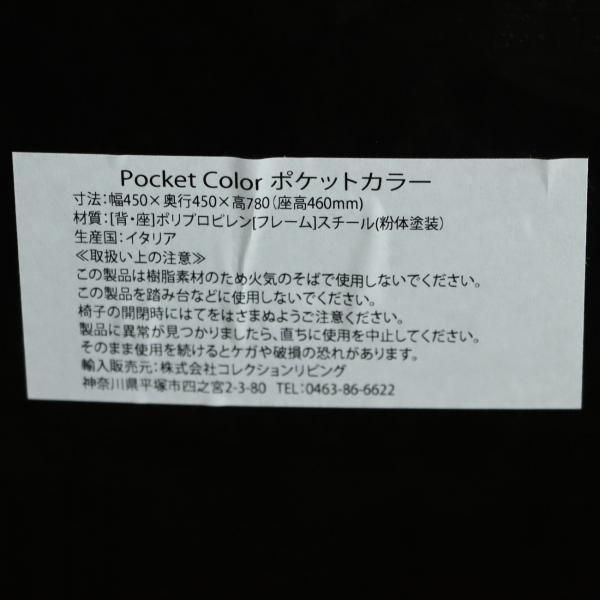 Pocket Color ポケットカラー
寸法:幅450×奥行450×高780(座高460mm)
材質:[背・座]ポリプロピレン[フレーム]スチール(粉体塗装)
生産国:イタリア
≪取扱い上の注意≫
この製品は樹脂素材のため火気のそばで使用しないでください。
この製品を踏み台などに使用しないでください。
椅子の開閉時にはてをはさまぬようご注意ください。
製品に異常が見つかりましたら、直ちに使用を中止してください。
そのまま使用を続けるとケガや破損の恐れがあります。
輸入販売元:株式会社コレクションリビング
神奈川県平塚市四之宮2-3-80 TEL:0463-86-6622